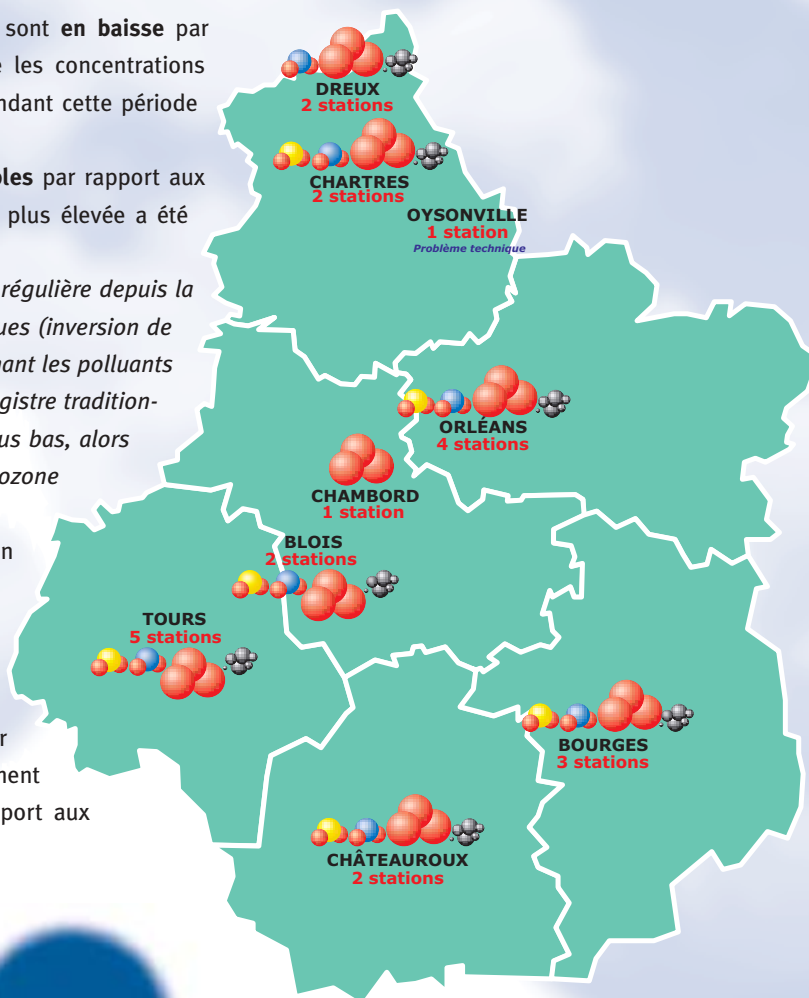 sont en baisse par
les concentrations
ndant cette période
bles par rapport aux
plus élevée a été
régulière depuis la
ues (inversion de
nant les polluants
gistre tradition-
us bas, alors
ozone
n
r
ment
port aux
DREUX
2 stations
CHARTRES
2 stations
OYSONVILLE
1 station
Problème technique
ORLÉANS
4 stations
CHAMBORD
1 station
BLOIS
2 stations
TOURS
5 stations
BOURGES
3 stations
CHÂTEAUROUX
2 stations